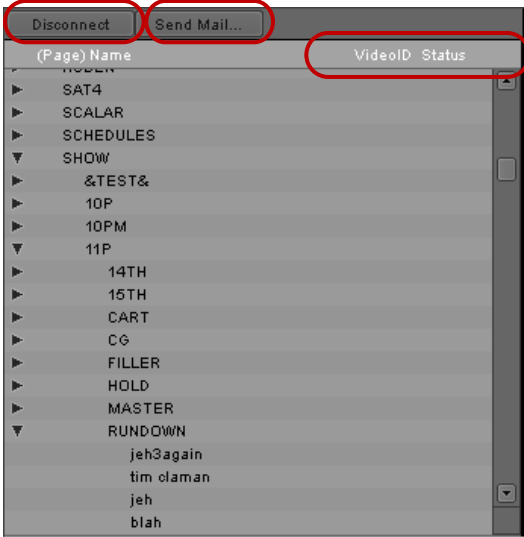 Disconnect Send Mail...
(Page) Name VideoID Status
SAT4
SCALAR
SCHEDULES
SHOW
&TEST&
10P
10PM
11P
14TH
15TH
CART
CG
FILLER
HOLD
MASTER
RUNDOWN
jeh3again
tim claman
jeh
blah